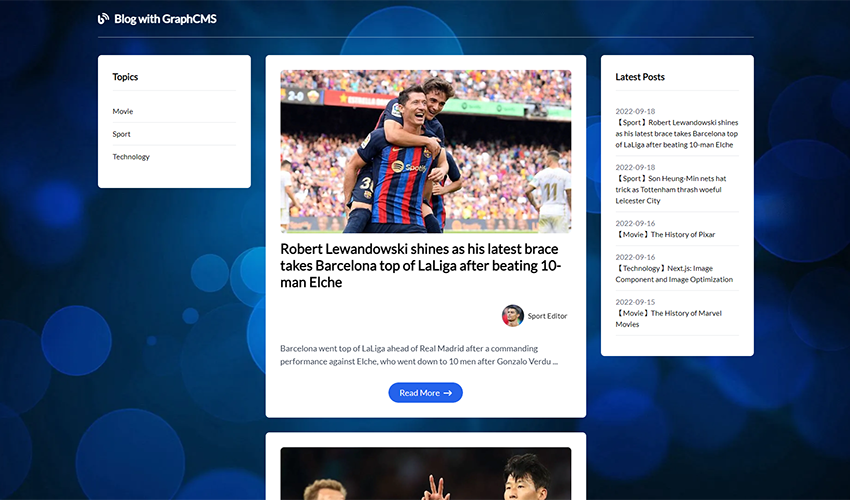 Blog with GraphCMS
Topics
Movie
Sport
Technology
2-0
ESTRELLA
Spotify
30
11
Robert Lewandowski shines as his latest brace
takes Barcelona top of LaLiga after beating 10-
man Elche
Sport Editor
Barcelona went top of LaLiga ahead of Real Madrid after a commanding
performance against Elche, who went down to 10 men after Gonzalo Verdu ...
Read More →
Latest Posts
2022-09-18
【Sport】Robert Lewandowski shines
as his latest brace takes Barcelona top
of LaLiga after beating 10-man Elche
2022-09-18
【Sport】Son Heung-Min nets hat
trick as Tottenham thrash woeful
Leicester City
2022-09-16
【Movie】The History of Pixar
2022-09-16
【Technology】Next.js: Image
Component and Image Optimization
2022-09-15
【Movie】The History of Marvel
Movies